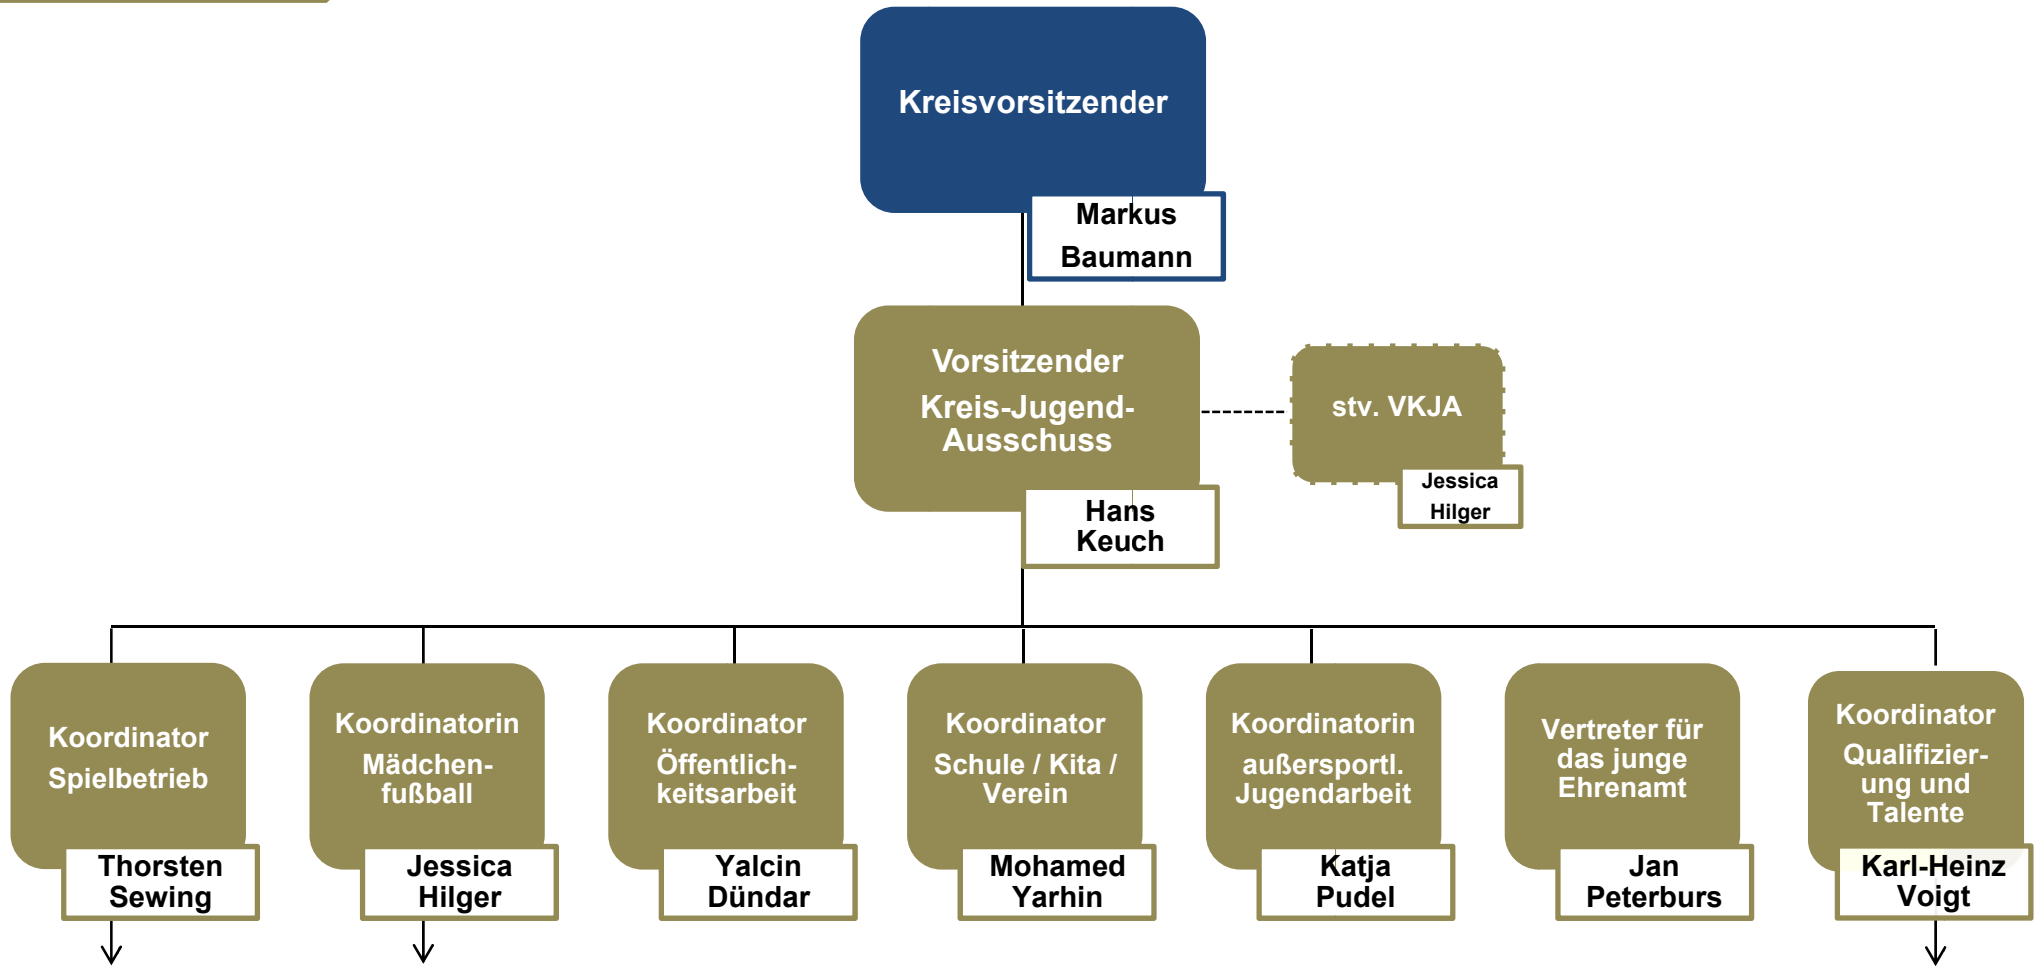 Kreisvorsitzender
Markus
Baumann
Vorsitzender
Kreis-Jugend-
Ausschuss
Hans
Keuch
stv. VKJA
Jessica
Hilger
Koordinator
Spielbetrieb
Thorsten
Sewing
Koordinatorin
Mädchen-
fußball
Jessica
Hilger
Koordinator
Öffentlich-
keitsarbeit
Yalcin
Dündar
Koordinator
Schule / Kita /
Verein
Mohamed
Yarhin
Koordinatorin
außersportl.
Jugendarbeit
Katja
Pudel
Vertreter für
das junge
Ehrenamt
Jan
Peterburs
Koordinator
Qualifizier-
ung und
Talente
Karl-Heinz
Voigt